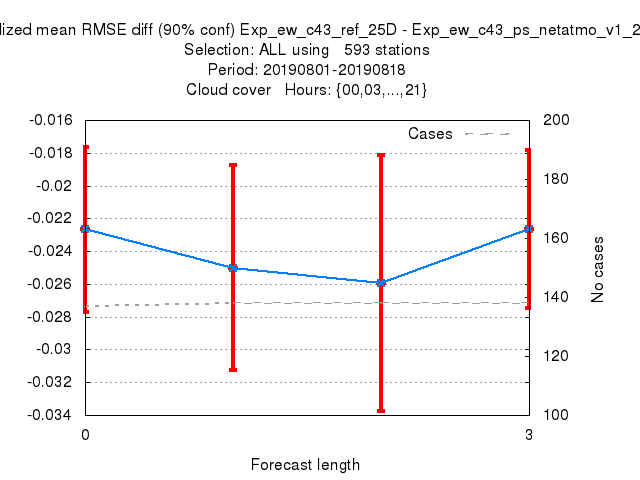 lized mean RMSE diff (90% conf) Exp_ew_c43_ref_25D - Exp_ew_c43_ps_netatmo_v1_2
Selection: ALL using 593 stations
Period: 20190801-20190818
Cloud cover Hours: {00,03,...,21}
-0.016
-0.018
-0.02
-0.022
-0.024
-0.026
-0.028
-0.03
-0.032
-0.034
Cases
200
180
160
140
120
100
No cases
0
3
Forecast length